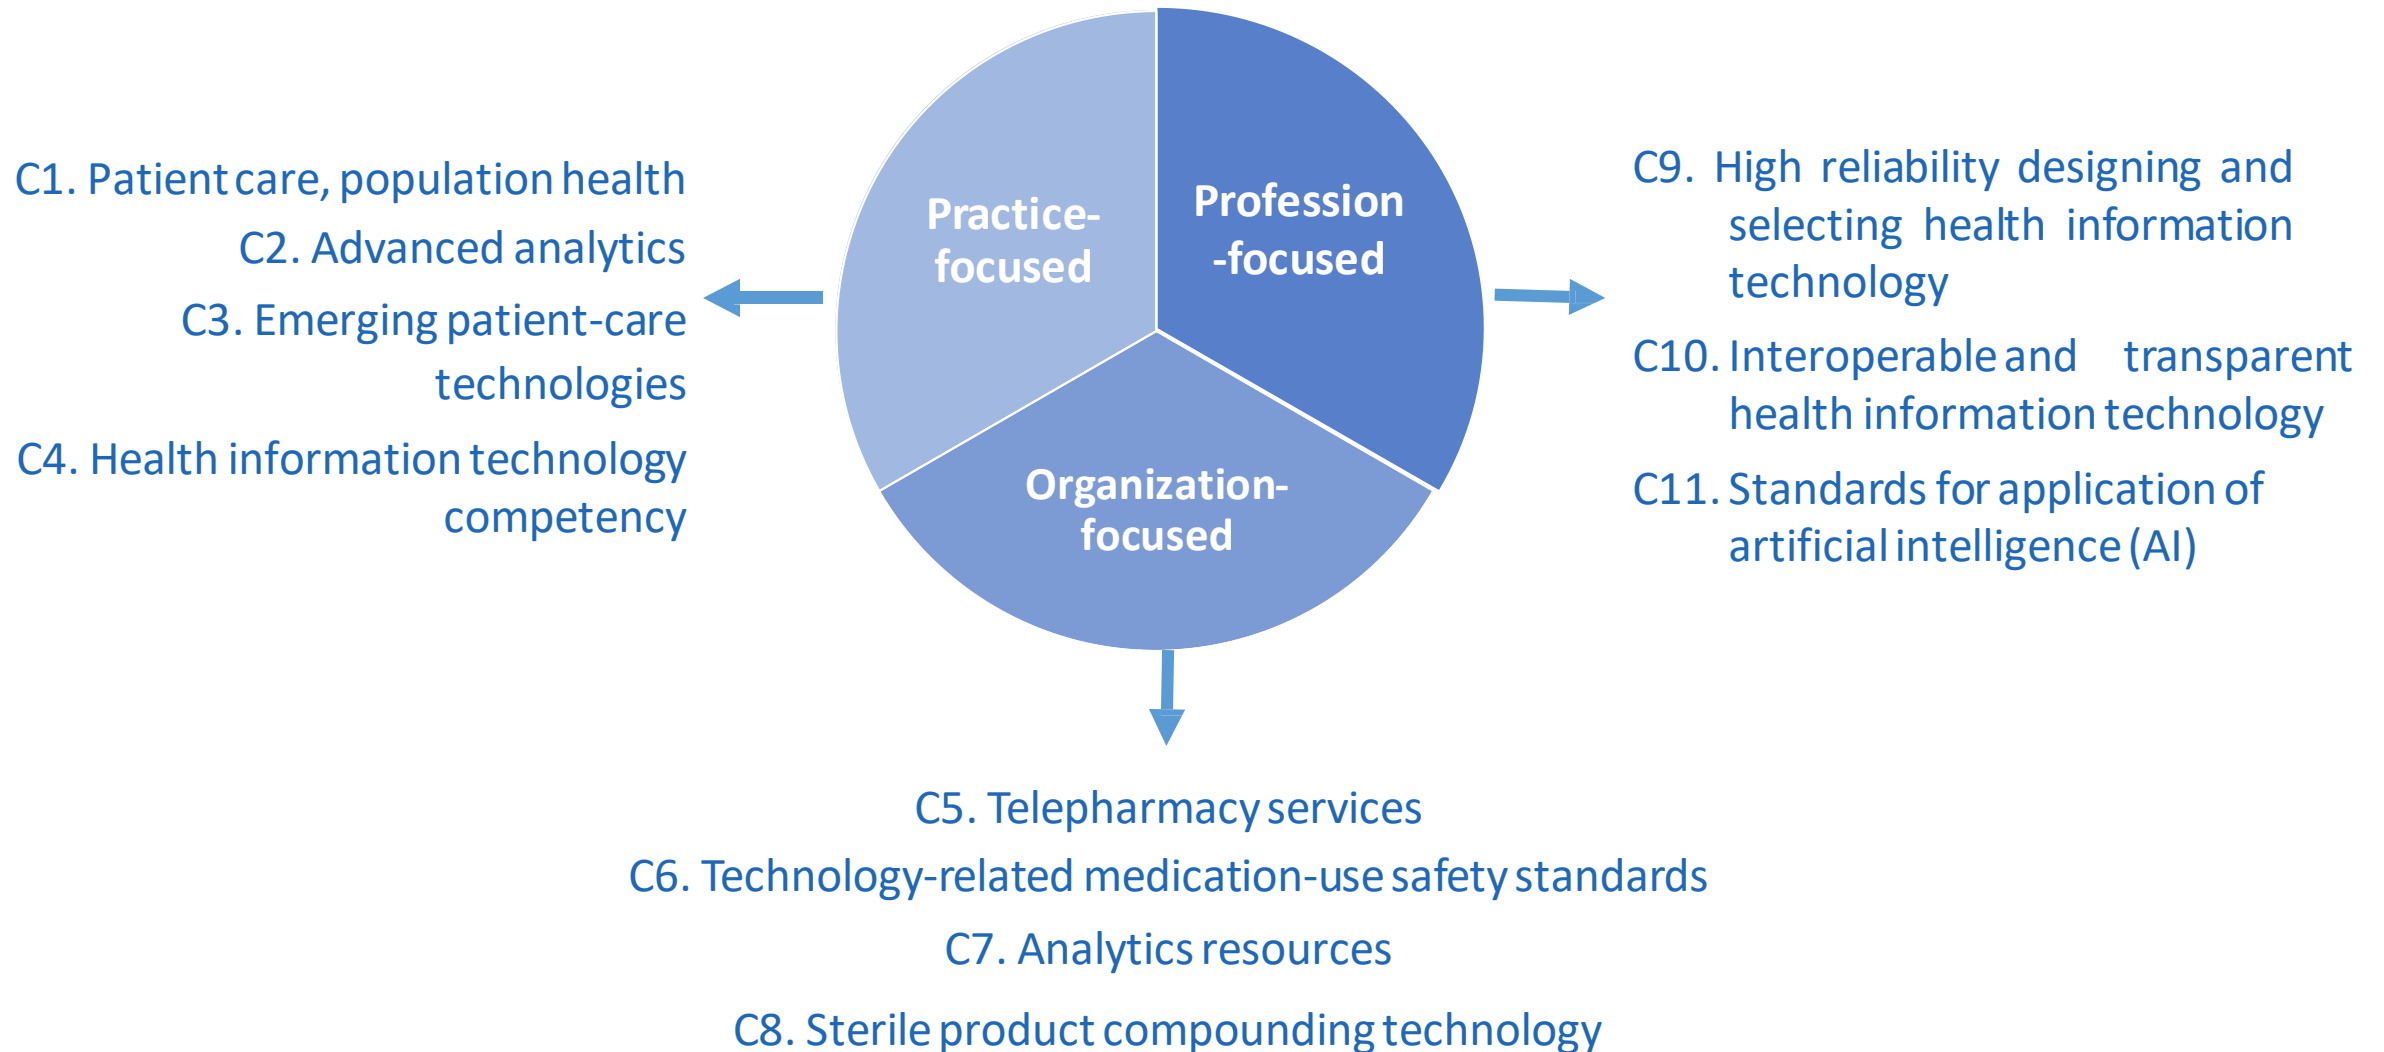 C1. Patient care, population health
C2. Advanced analytics
C3. Emerging patient-care
technologies
C4. Health information technology
competency
Practice-
focused
Profession
-focused
Organization-
focused
C9. High reliability designing and
selecting health information
technology
C10. Interoperable and transparent
health information technology
C11. Standards for application of
artificial intelligence (AI)
C5. Telepharmacy services
C6. Technology-related medication-use safety standards
C7. Analytics resources
C8. Sterile product compounding technology